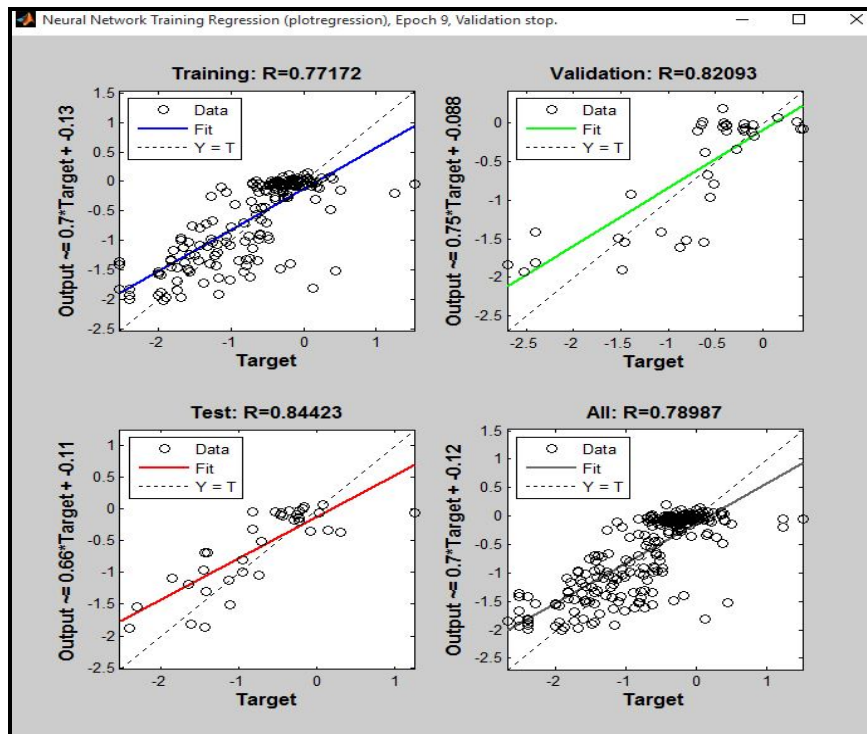 Neural Network Training Regression (plotregression), Epoch 9, Validation stop.
Training: R=0.77172
Output ~= 0.7*Target + -0.13
1.5
1
0.5
0
-0.5
-1
-1.5
-2
-2.5
Data
Fit
Y = T
-2 -1 0 1
Target
Validation: R=0.82093
Output ~= 0.75*Target + -0.088
0
-0.5
-1
-1.5
-2
-2.5
Data
Fit
Y = T
-2.5 -2 -1.5 -1 -0.5 0
Target
Test: R=0.84423
Output ~= 0.66*Target + -0.11
1
0.5
0
-0.5
-1
-1.5
-2
-2.5
Data
Fit
Y = T
-2 -1 0 1
Target
All: R=0.78987
Output ~= 0.7*Target + -0.12
1.5
1
0.5
0
-0.5
-1
-1.5
-2
-2.5
Data
Fit
Y = T
-2 -1 0 1
Target